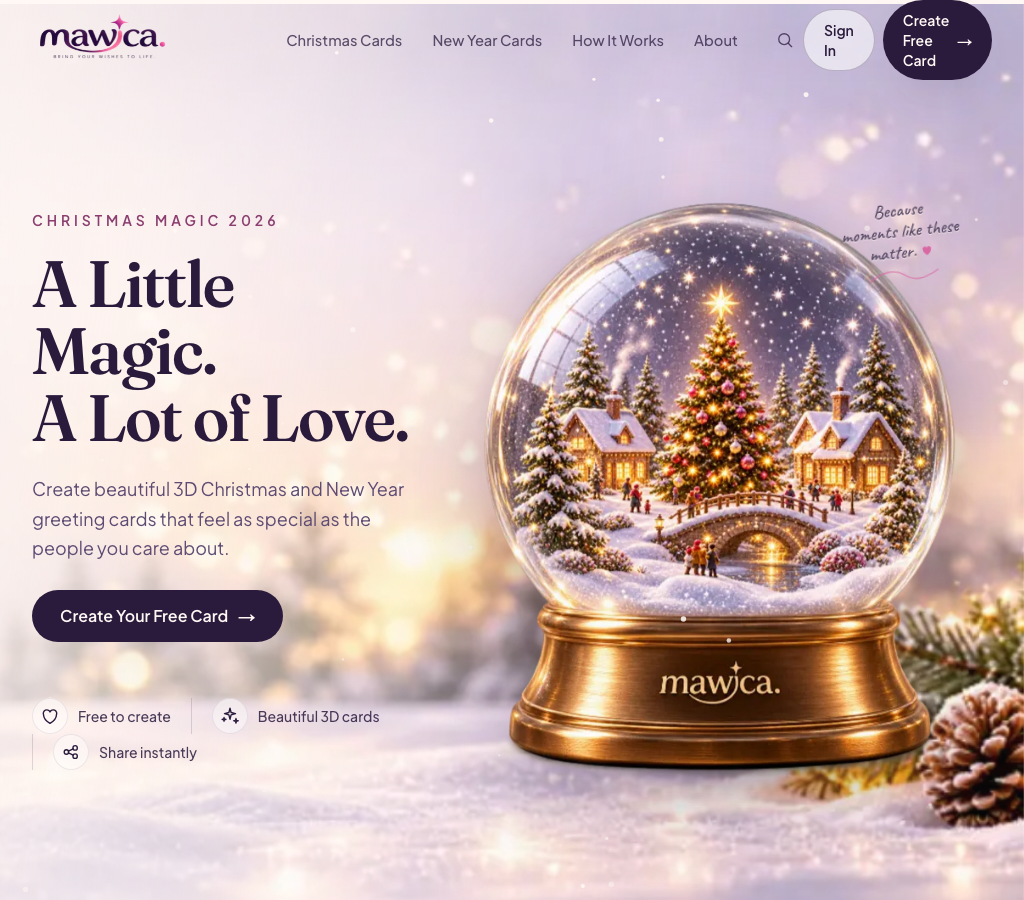 mawica.
BRING YOUR WISHES TO LIFE
Christmas Cards
New Year Cards
How It Works
About
Sign
In
Create
Free
Card →
CHRISTMAS MAGIC 2026
A Little
Magic.
A Lot of Love.
Create beautiful 3D Christmas and New Year
greeting cards that feel as special as the
people you care about.
Create Your Free Card →
Free to create
Beautiful 3D cards
Share instantly
Because
moments like these
matter.
mawica.